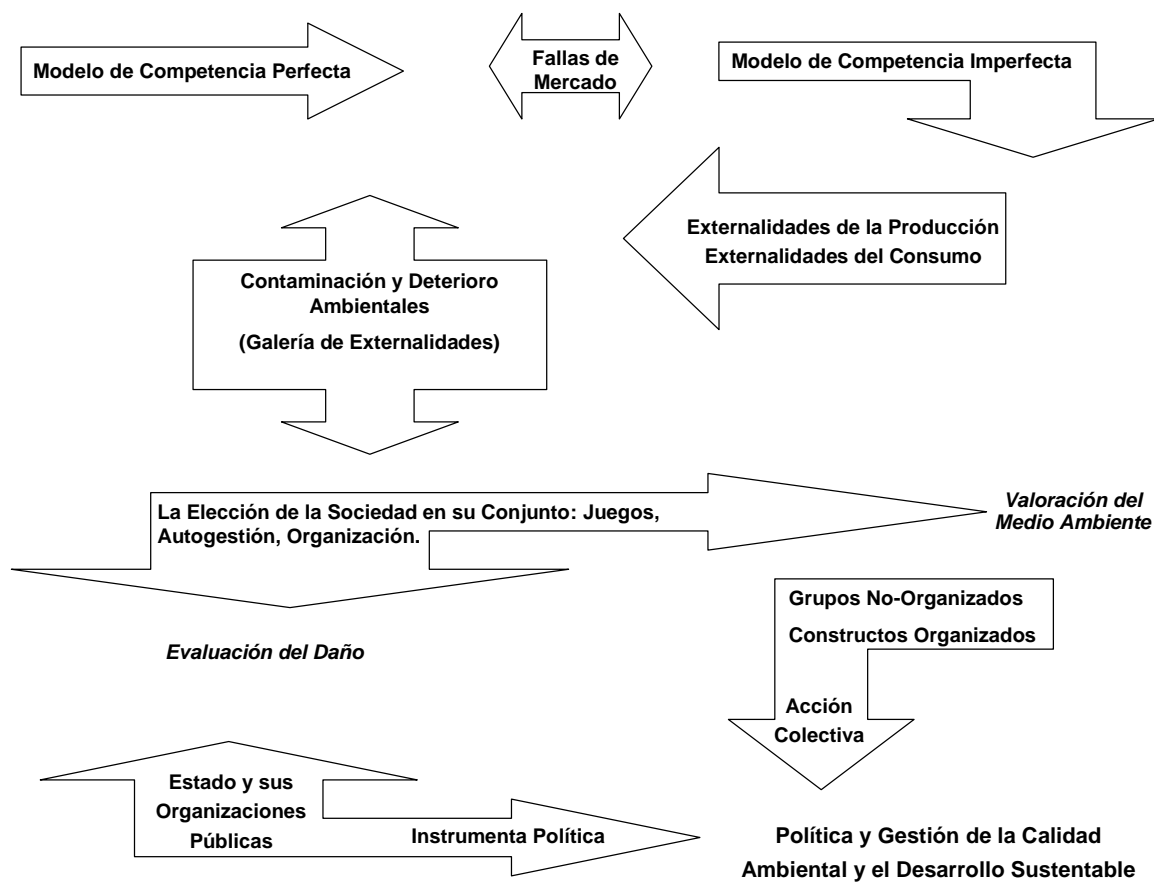 Modelo de Competencia Perfecta
Fallas de
Mercado
Modelo de Competencia Imperfecta
Externalidades de la Producción
Externalidades del Consumo
Contaminación y Deterioro
Ambientales
(Galería de Externalidades)
La Elección de la Sociedad en su Conjunto: Juegos,
Autogestión, Organización.
Valoración del
Medio Ambiente
Evaluación del Daño
Grupos No-Organizados
Constructos Organizados
Acción
Colectiva
Estado y sus
Organizaciones
Públicas
Instrumenta Política
Política y Gestión de la Calidad
Ambiental y el Desarrollo Sustentable